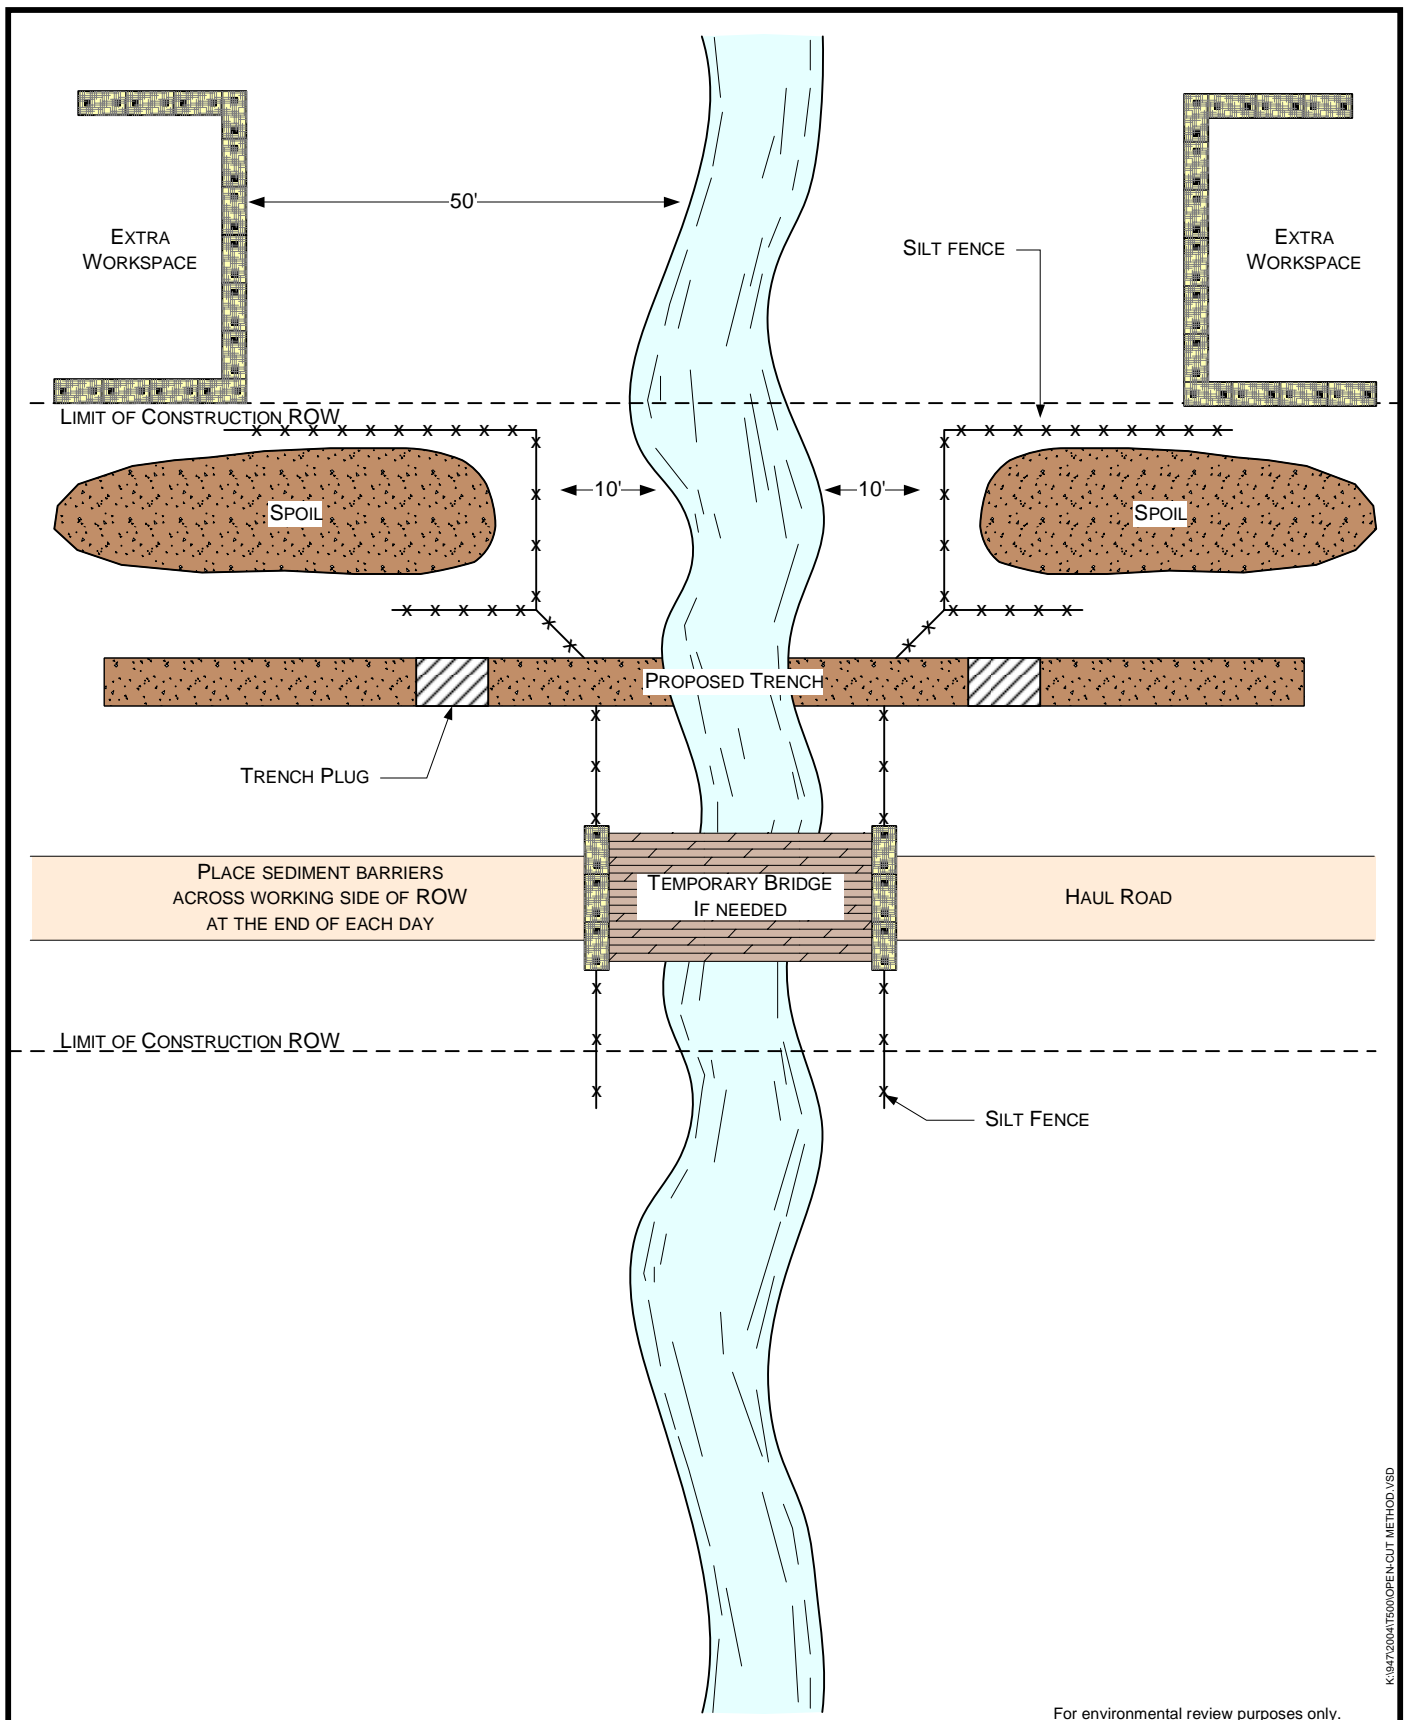 50'
EXTRA
WORKSPACE
SILT FENCE
EXTRA
WORKSPACE
LIMIT OF CONSTRUCTION ROW
10'
10'
SPOIL
SPOIL
PROPOSED TRENCH
TRENCH PLUG
PLACE SEDIMENT BARRIERS
ACROSS WORKING SIDE OF ROW
AT THE END OF EACH DAY
TEMPORARY BRIDGE
IF NEEDED
HAUL ROAD
LIMIT OF CONSTRUCTION ROW
SILT FENCE
K:\947\2004\T500\OPEN-CUT METHOD.VSD
For environmental review purposes only.